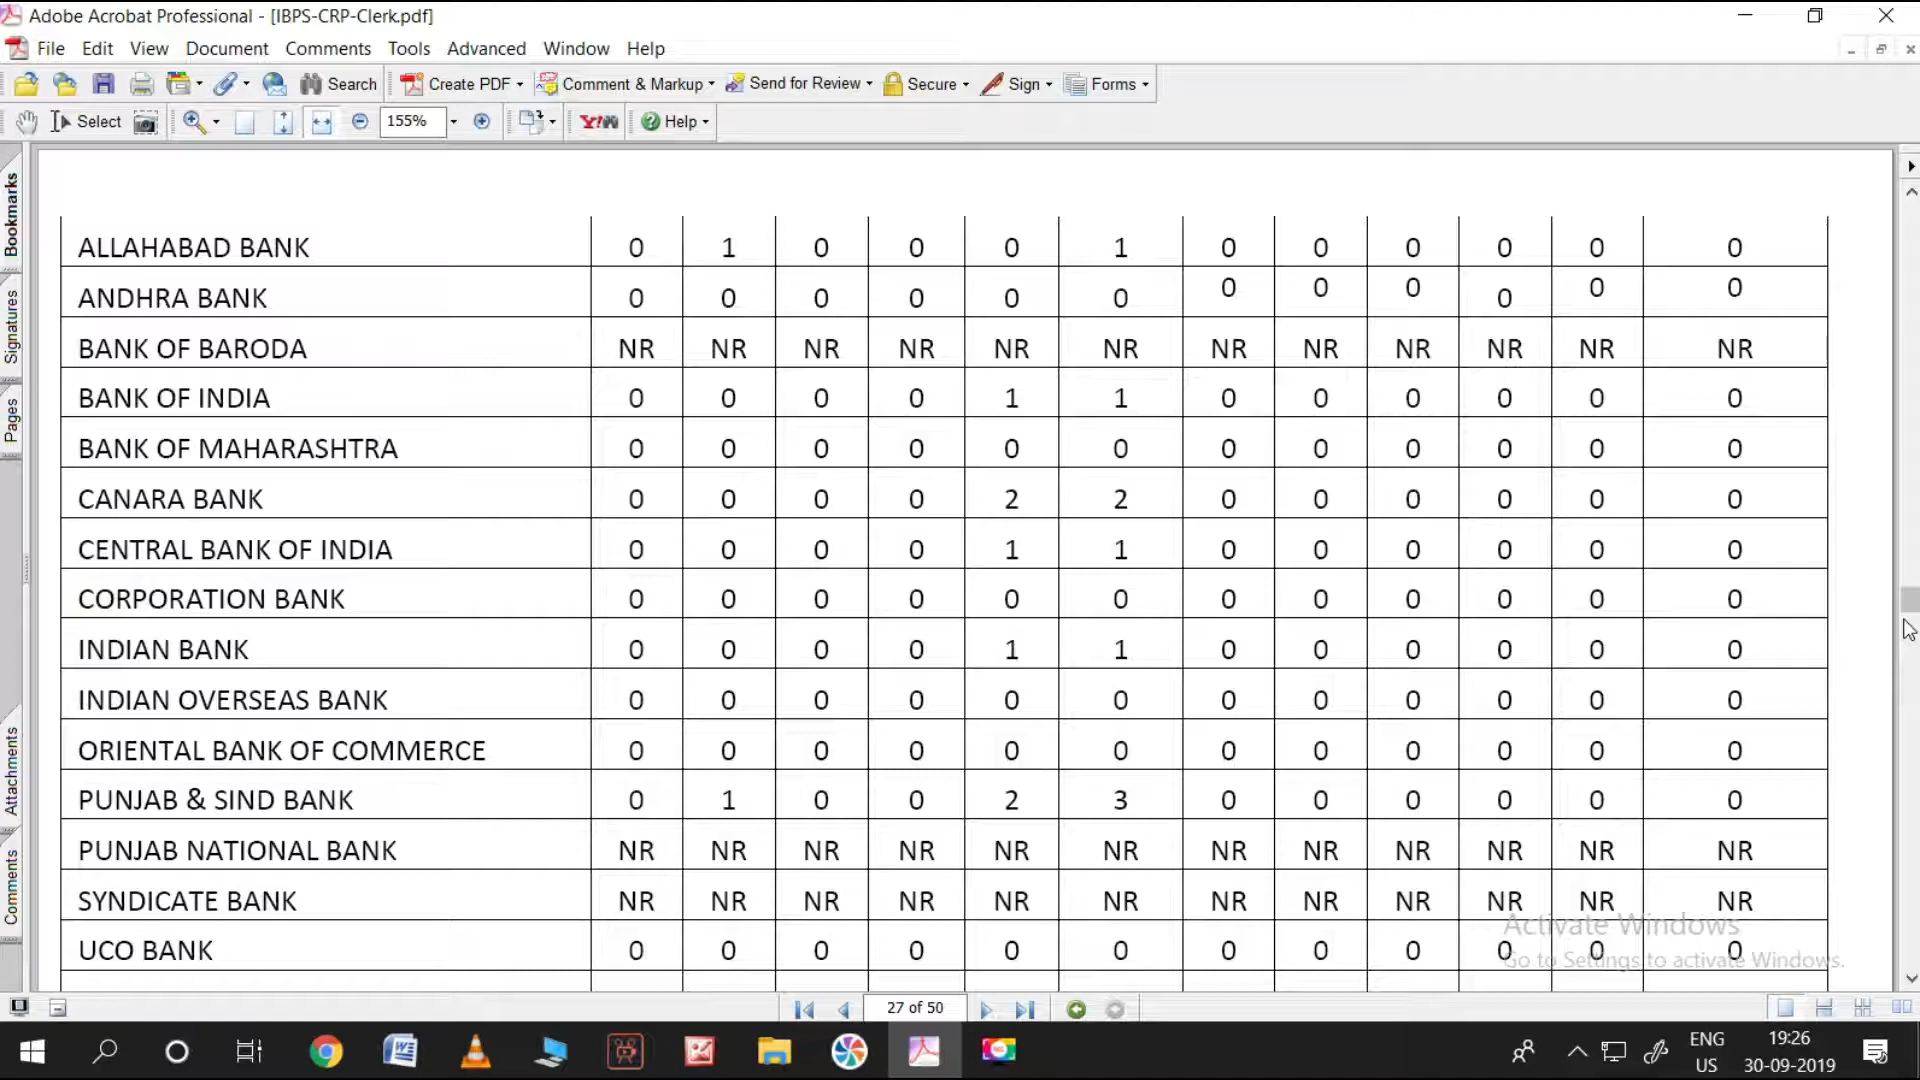 Adobe Acrobat Professional - [IBPS-CRP-Clerk.pdf]
File Edit View Document Comments Tools Advanced Window Help
Search Create PDF Comment & Markup Send for Review Secure Sign Forms
Select 155% Y! Help
Bookmarks
Signatures
Pages
Attachments
Comments
ALLAHABAD BANK 0 1 0 0 0 1 0 0 0 0 0 0
ANDHRA BANK 0 0 0 0 0 0 0 0 0 0 0 0
BANK OF BARODA NR NR NR NR NR NR NR NR NR NR NR NR
BANK OF INDIA 0 0 0 0 1 1 0 0 0 0 0 0
BANK OF MAHARASHTRA 0 0 0 0 0 0 0 0 0 0 0 0
CANARA BANK 0 0 0 0 2 2 0 0 0 0 0 0
CENTRAL BANK OF INDIA 0 0 0 0 1 1 0 0 0 0 0 0
CORPORATION BANK 0 0 0 0 0 0 0 0 0 0 0 0
INDIAN BANK 0 0 0 0 1 1 0 0 0 0 0 0
INDIAN OVERSEAS BANK 0 0 0 0 0 0 0 0 0 0 0 0
ORIENTAL BANK OF COMMERCE 0 0 0 0 0 0 0 0 0 0 0 0
PUNJAB & SIND BANK 0 1 0 0 2 3 0 0 0 0 0 0
PUNJAB NATIONAL BANK NR NR NR NR NR NR NR NR NR NR NR NR
SYNDICATE BANK NR NR NR NR NR NR NR NR NR NR NR NR
UCO BANK 0 0 0 0 0 0 0 0 0 0 0 0
Activate Windows
Go to Settings to activate Windows.
27 of 50
ENG 19:26
US 30-09-2019